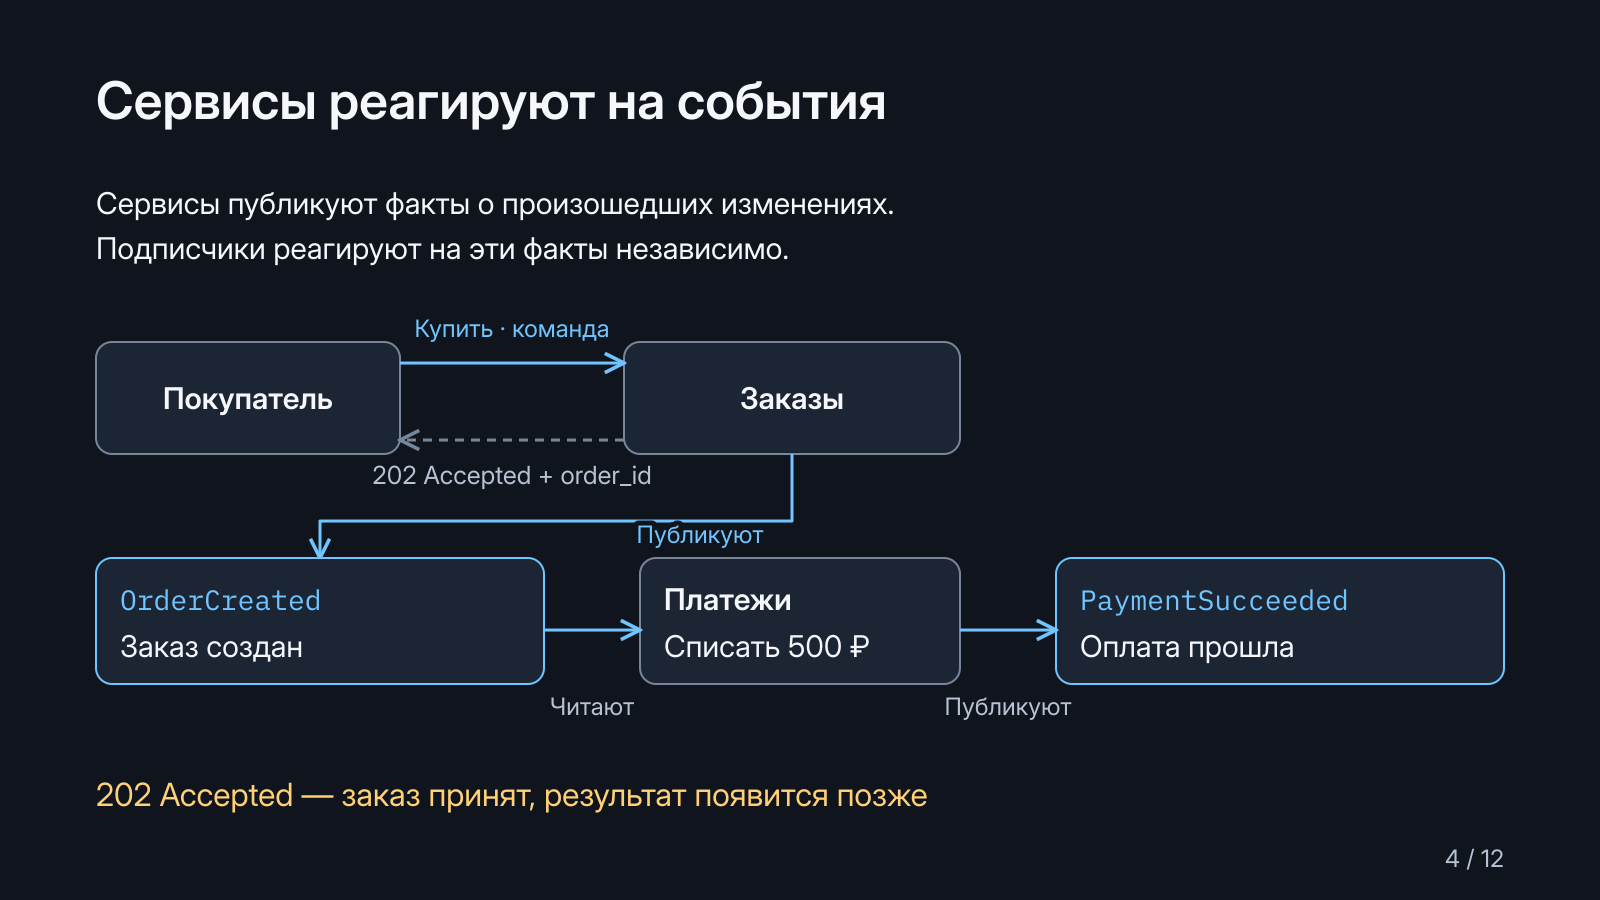 Сервисы реагируют на события
Сервисы публикуют факты о произошедших изменениях.
Подписчики реагируют на эти факты независимо.
Купить · команда
Покупатель
Заказы
202 Accepted + order_id
Публикуют
OrderCreated
Заказ создан
Платежи
Списать 500 ₽
PaymentSucceeded
Оплата прошла
Читают
Публикуют
202 Accepted — заказ принят, результат появится позже
4 / 12